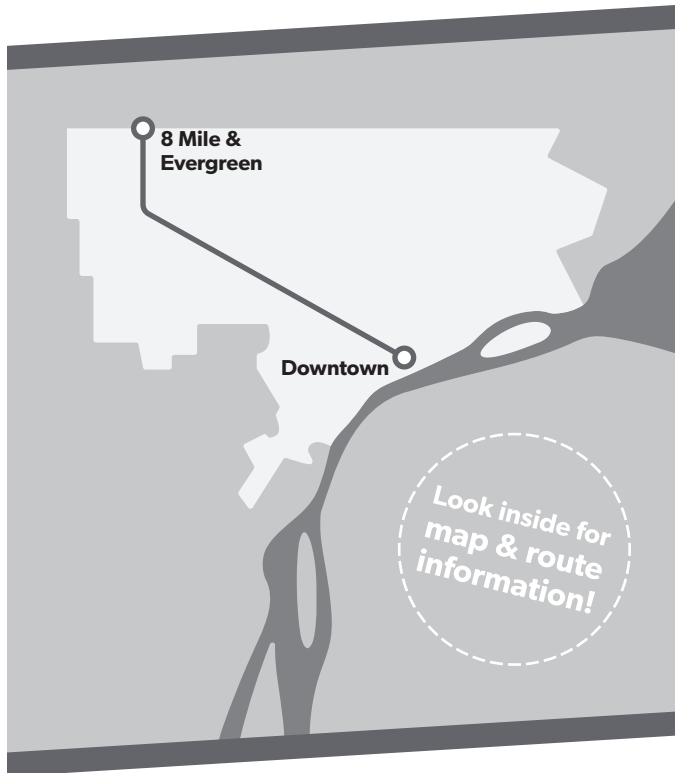 8 Mile &
Evergreen
Downtown
Look inside for
map & route
information!